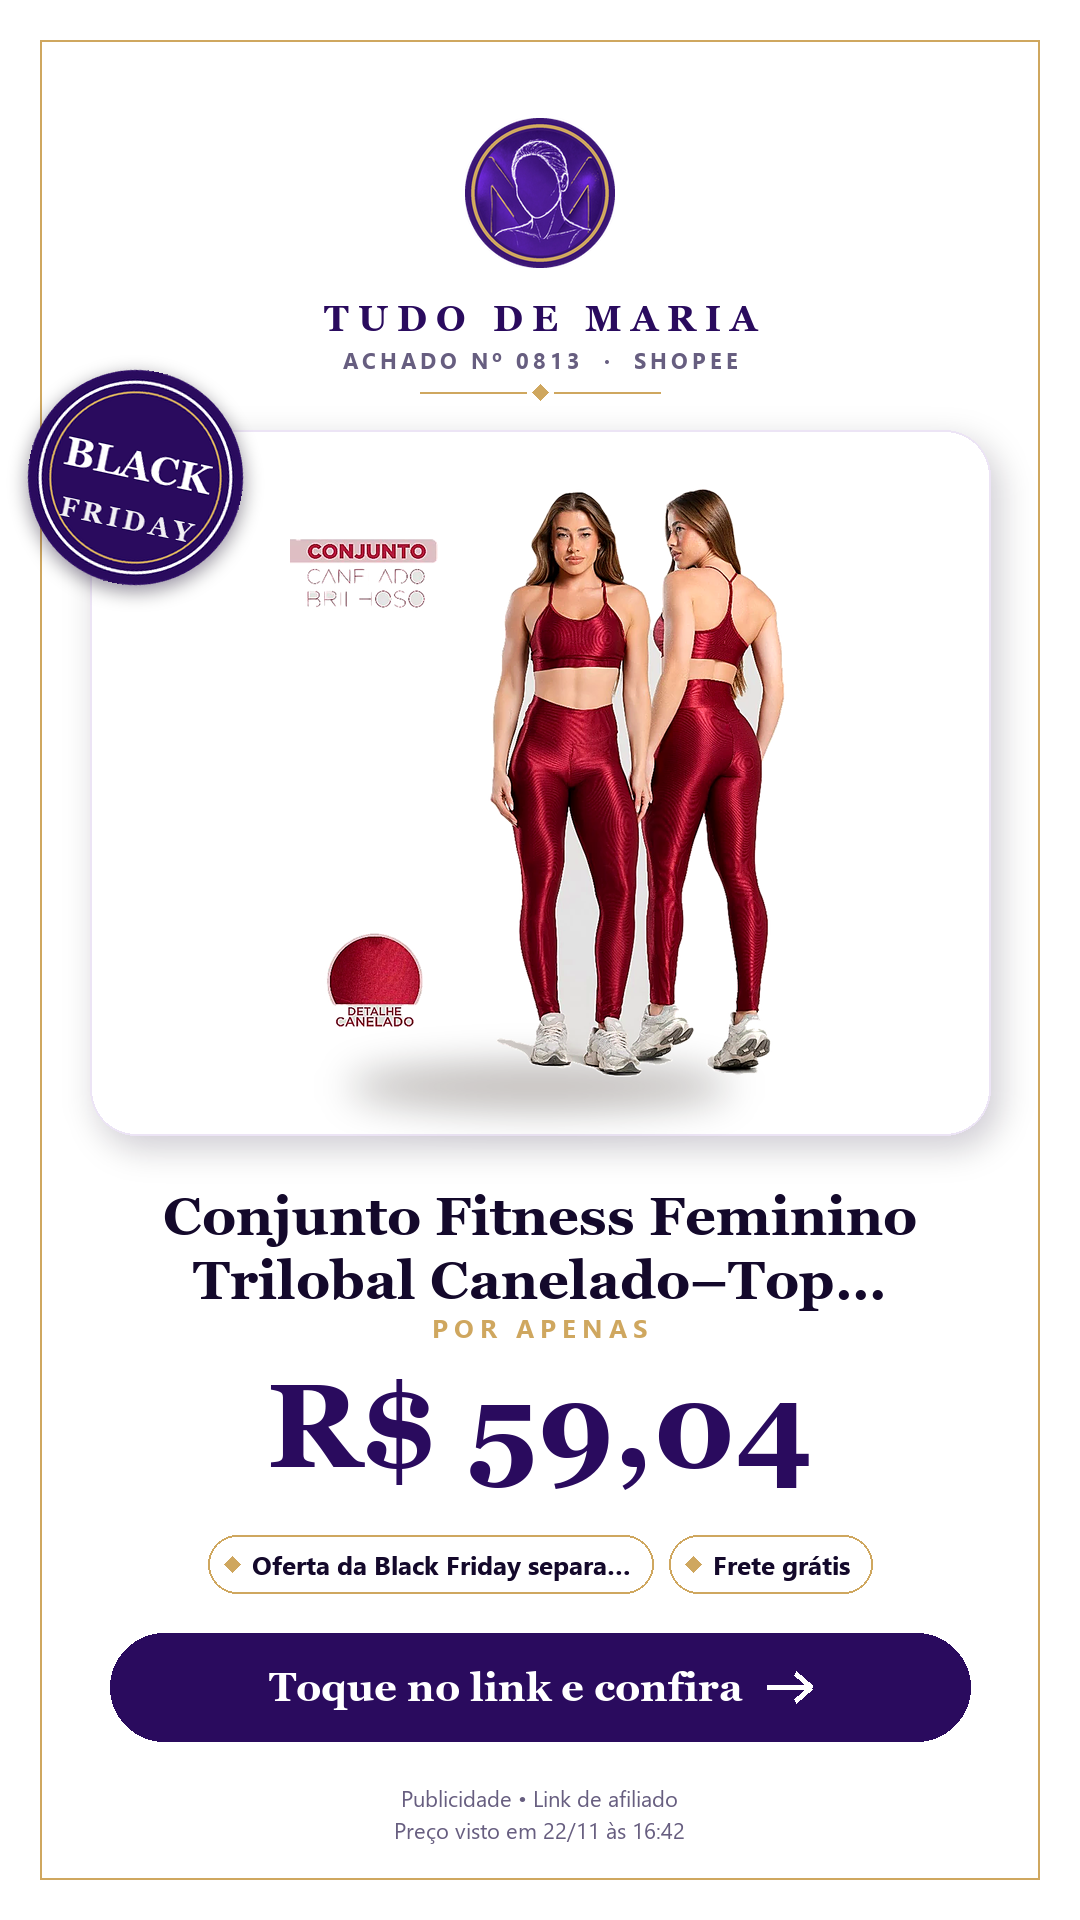 TUDO DE MARIA
ACHADO Nº 0813 · SHOPEE
BLACK
FRIDAY
CONJUNTO
DETALHE
CANELADO
Conjunto Fitness Feminino
Trilobal Canelado–Top...
POR APENAS
R$ 59,04
Oferta da Black Friday separa...
Frete grátis
Toque no link e confira →
Publicidade • Link de afiliado
Preço visto em 22/11 às 16:42